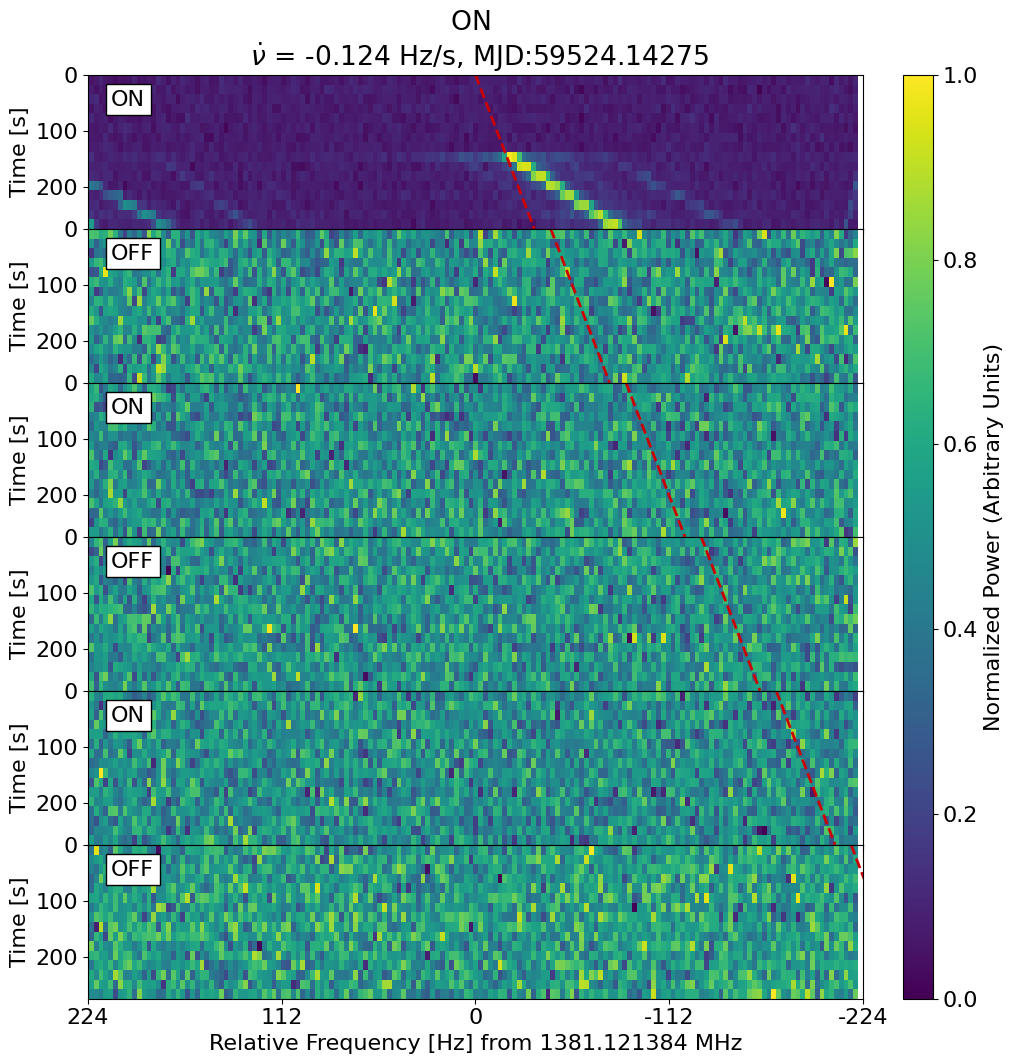 ON
ν̇ = -0.124 Hz/s, MJD:59524.14275
0
ON
100
200
Time [s]
0
OFF
100
200
Time [s]
0
ON
100
200
Time [s]
0
OFF
100
200
Time [s]
0
ON
100
200
Time [s]
0
OFF
100
200
Time [s]
224 112 0 -112 -224
Relative Frequency [Hz] from 1381.121384 MHz
1.0
0.8
0.6
0.4
0.2
0.0
Normalized Power (Arbitrary Units)